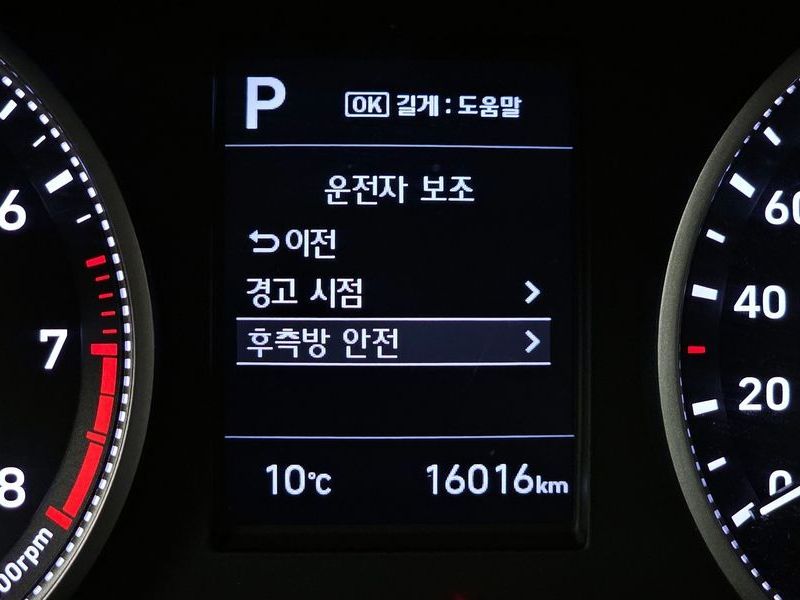 P
OK 길게 : 도움말
운전자 보조
이전
경고 시점
후측방 안전
10℃ 16016km
6
7
8
00rpm
60
40
20
0